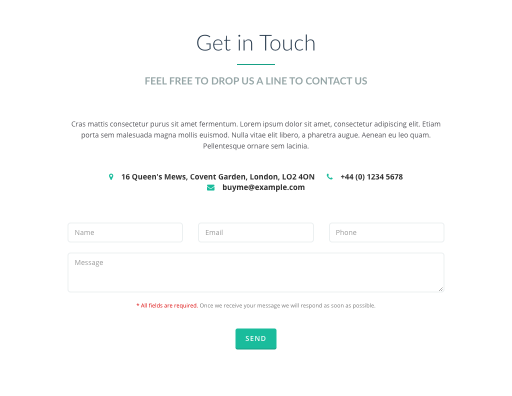 Get in Touch
FEEL FREE TO DROP US A LINE TO CONTACT US
Cras mattis consectetur purus sit amet fermentum. Lorem ipsum dolor sit amet, consectetur adipiscing elit. Etiam
porta sem malesuada magna mollis euismod. Nulla vitae elit libero, a pharetra augue. Aenean eu leo quam.
Pellentesque ornare sem lacinia.
16 Queen's Mews, Covent Garden, London, LO2 4ON +44 (0) 1234 5678
buyme@example.com
Name Email Phone
Message
* All fields are required. Once we receive your message we will respond as soon as possible.
SEND